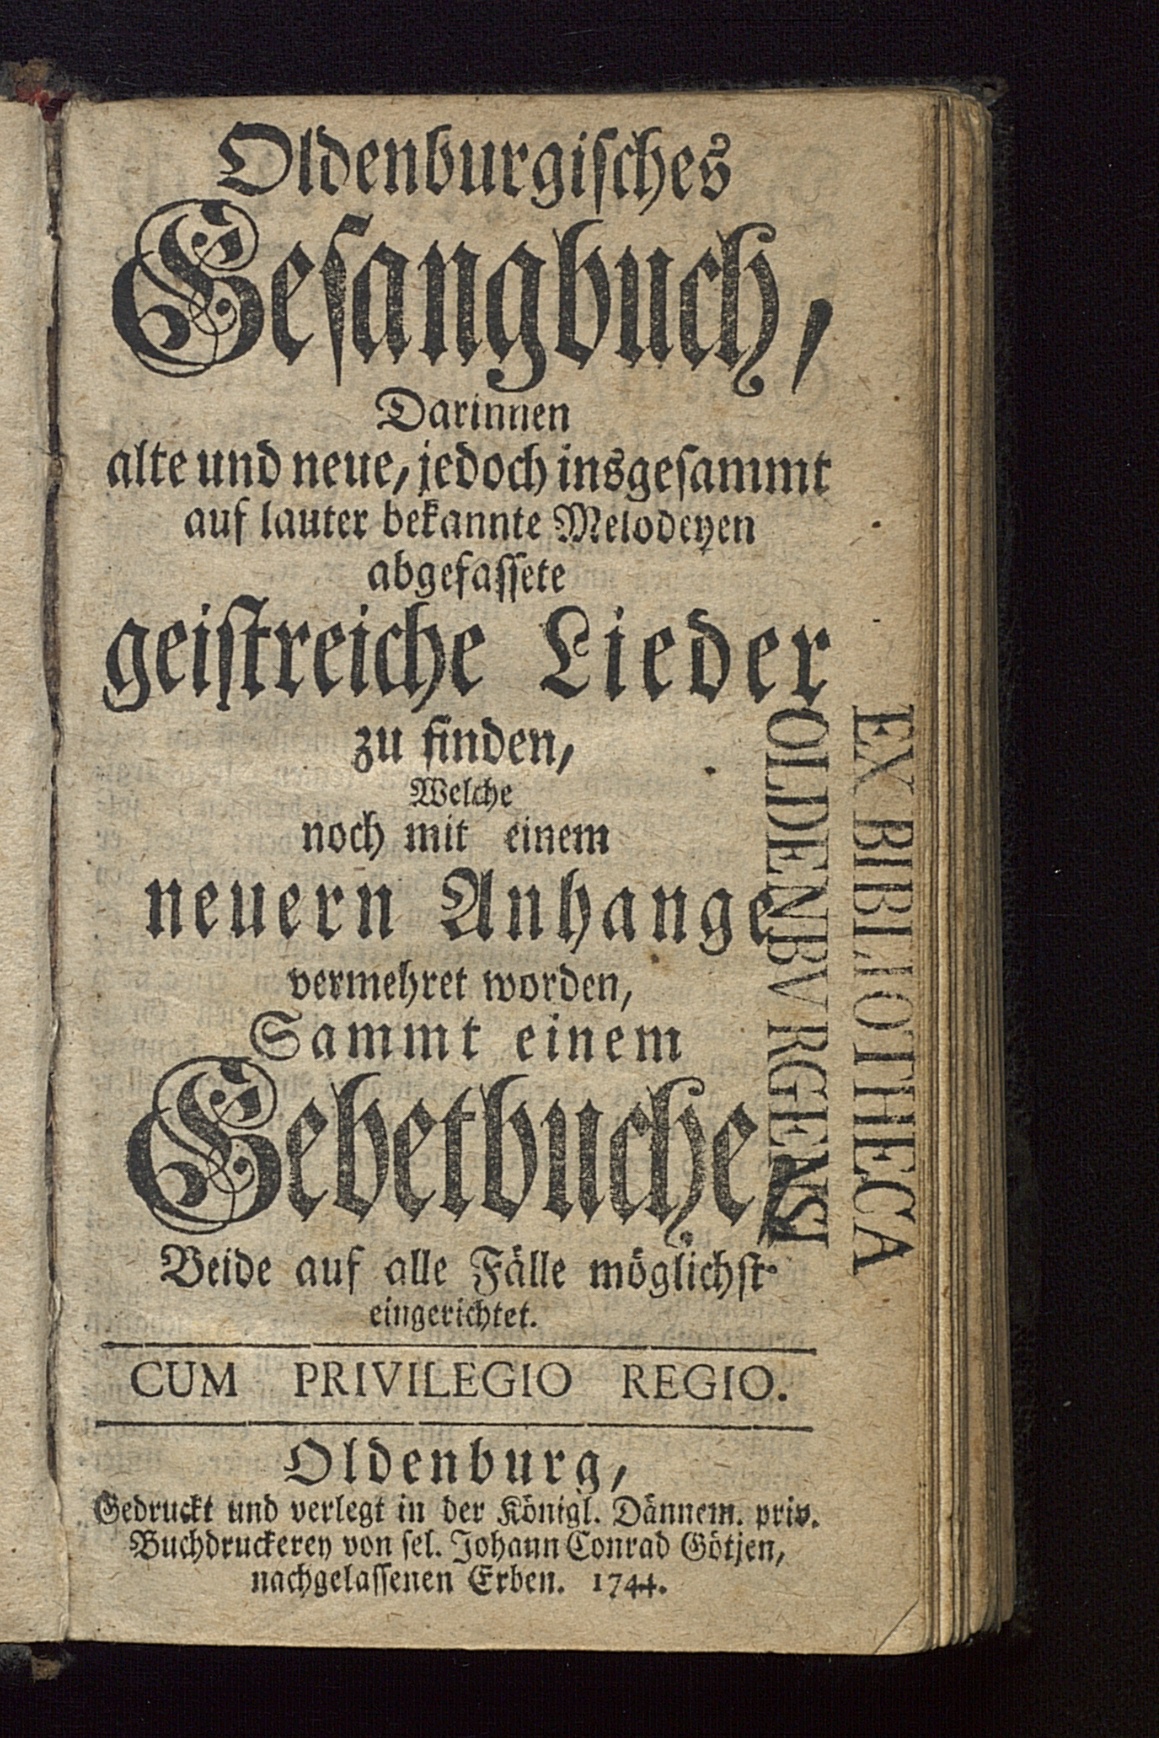 Oldenburgisches
Gesangbuch,
Darinnen
alte und neue, jedoch insgesammt
auf lauter bekannte Melodeyen
abgefassete
geistreiche Lieder
zu finden,
Welche
noch mit einem
neuern Anhange
vermehret worden,
Sammt einem
Gebetbuche,
Beide auf alle Fälle möglichst
eingerichtet.
CUM PRIVILEGIO REGIO.
Oldenburg,
Gedruckt und verlegt in der Königl. Dännem. priv.
Buchdruckerey von sel. Johann Conrad Götjen,
nachgelassenen Erben. 1744.
EX BIBLIOTHECA
OLDENBVRGENSI